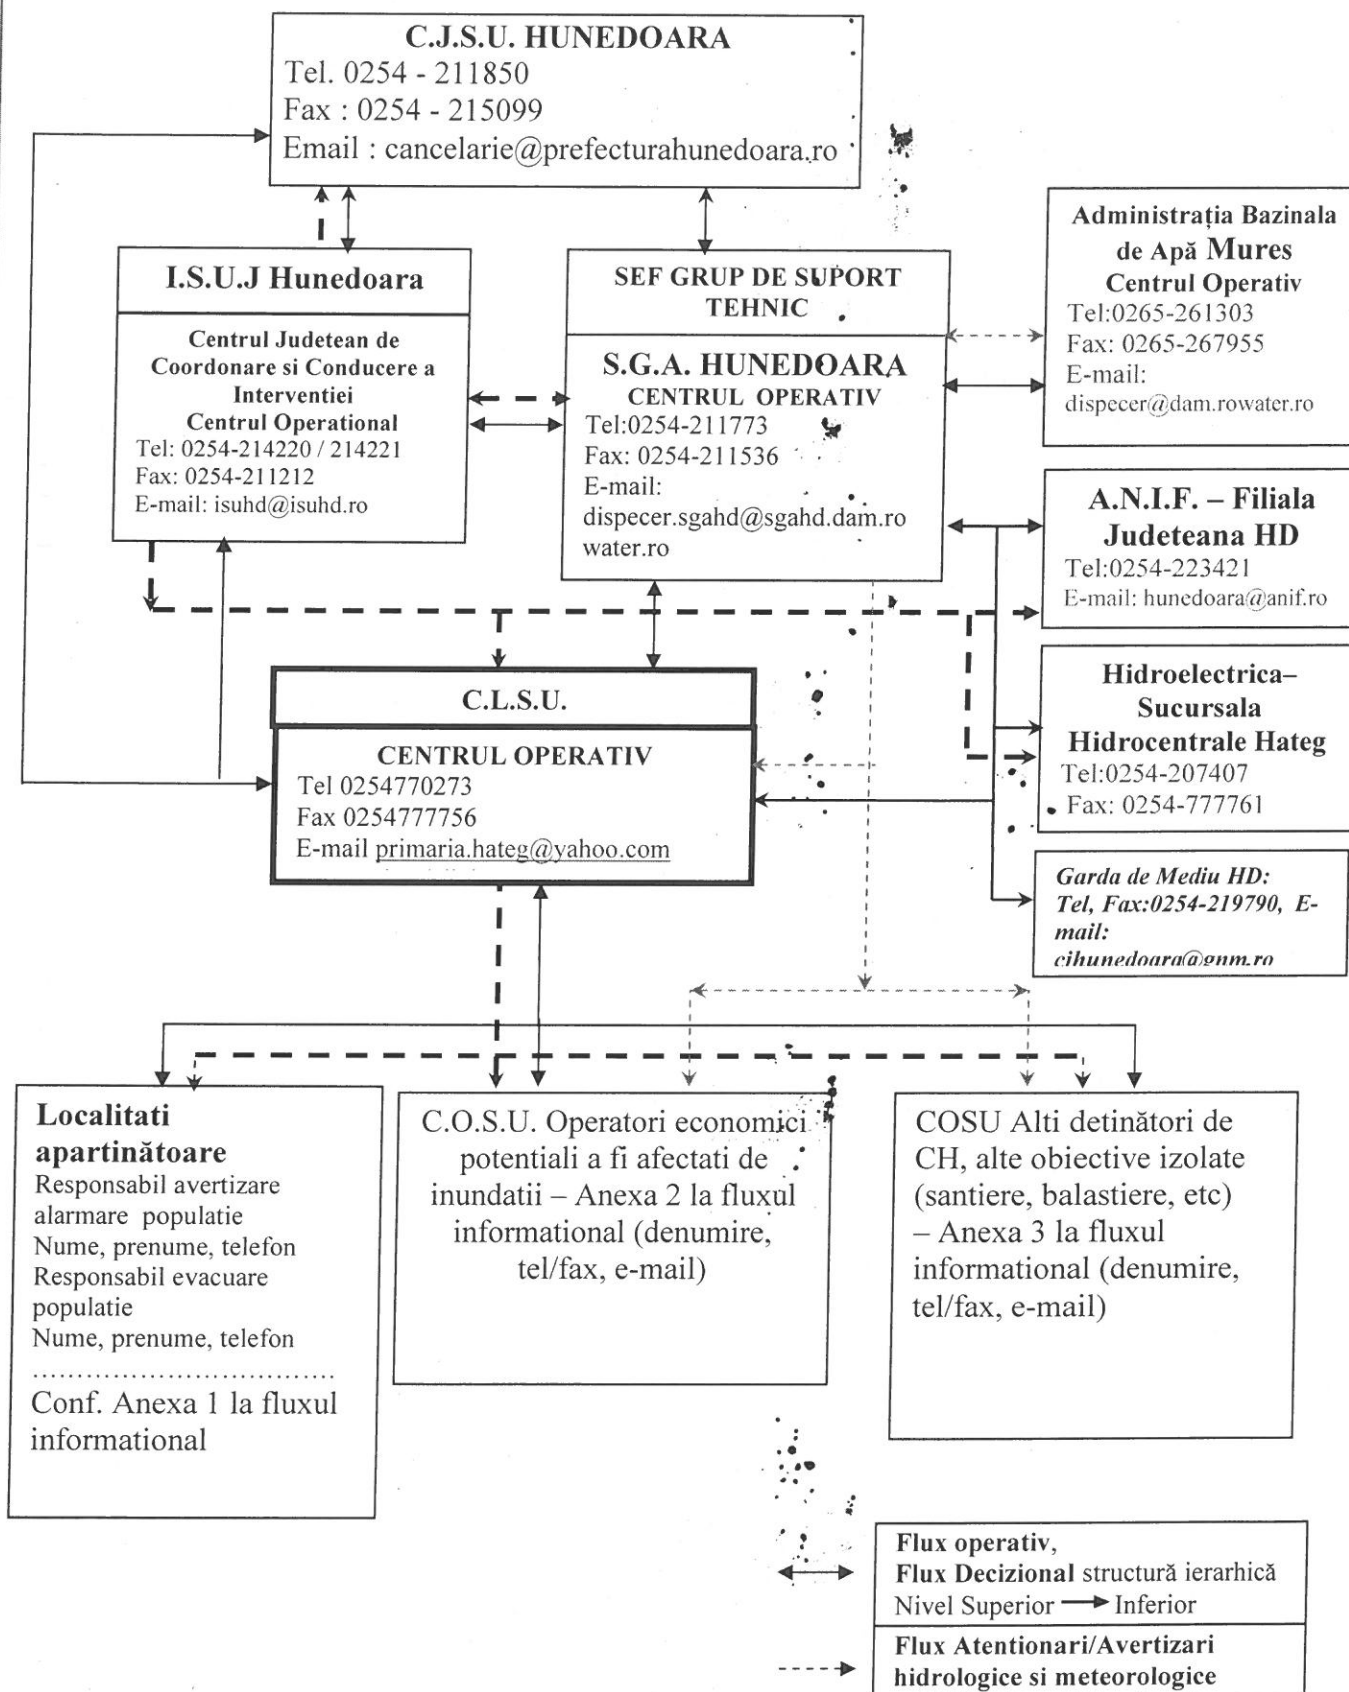 C.J.S.U. HUNEDOARA
Tel. 0254 - 211850
Fax : 0254 - 215099
Email : cancelarie@prefecturahunedoara.ro
I.S.U.J Hunedoara
Centrul Judetean de
Coordonare si Conducere a
Interventiei
Centrul Operational
Tel: 0254-214220 / 214221
Fax: 0254-211212
E-mail: isuhd@isuhd.ro
SEF GRUP DE SUPORT
TEHNIC
S.G.A. HUNEDOARA
CENTRUL OPERATIV
Tel:0254-211773
Fax: 0254-211536
E-mail:
dispecer.sgahd@sgahd.dam.ro
water.ro
Administraţia Bazinala
de Apă Mures
Centrul Operativ
Tel:0265-261303
Fax: 0265-267955
E-mail:
dispecer@dam.rowater.ro
A.N.I.F. – Filiala
Judeteana HD
Tel:0254-223421
E-mail: hunedoara@anif.ro
Hidroelectrica–
Sucursala
Hidrocentrale Hateg
Tel:0254-207407
Fax: 0254-777761
Garda de Mediu HD:
Tel, Fax:0254-219790, E-
mail:
cihunedoara@gnm.ro
C.L.S.U.
CENTRUL OPERATIV
Tel 0254770273
Fax 0254777756
E-mail primaria.hateg@yahoo.com
Localitati
apartinătoare
Responsabil avertizare
alarmare populatie
Nume, prenume, telefon
Responsabil evacuare
populatie
Nume, prenume, telefon
..................................
Conf. Anexa 1 la fluxul
informational
C.O.S.U. Operatori economici
potentiali a fi afectati de
inundatii – Anexa 2 la fluxul
informational (denumire,
tel/fax, e-mail)
COSU Alti detinători de
CH, alte obiective izolate
(santiere, balastiere, etc)
– Anexa 3 la fluxul
informational (denumire,
tel/fax, e-mail)
Flux operativ,
Flux Decizional structură ierarhică
Nivel Superior → Inferior
Flux Atentionari/Avertizari
hidrologice si meteorologice